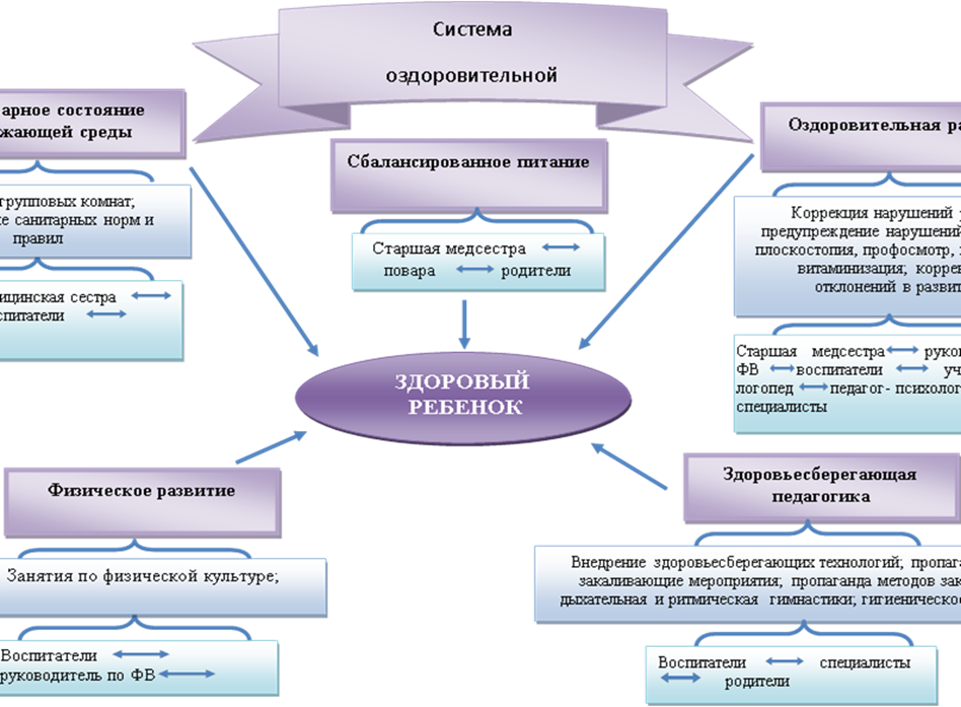 Система
оздоровительной
арное состояние
жающей среды
групповых комнат;
ие санитарных норм и
правил
ицинская сестра
спитатели
Сбалансированное питание
Старшая медсестра
повара родители
Оздоровительная ра
Коррекция нарушений
предупреждение нарушений
плоскостопия, профосмотр,
витаминизация; коррек
отклонений в развит
Старшая медсестра руков
ФВ воспитатели уч
логопед педагог- психолог
специалисты
ЗДОРОВЫЙ
РЕБЕНОК
Физическое развитие
Занятия по физической культуре;
Воспитатели
руководитель по ФВ
Здоровьесберегающая
педагогика
Внедрение здоровьесберегающих технологий; пропага
закаливающие мероприятия; пропаганда методов зак
дыхательная и ритмическая гимнастики; гигиеническо
Воспитатели специалисты
родители